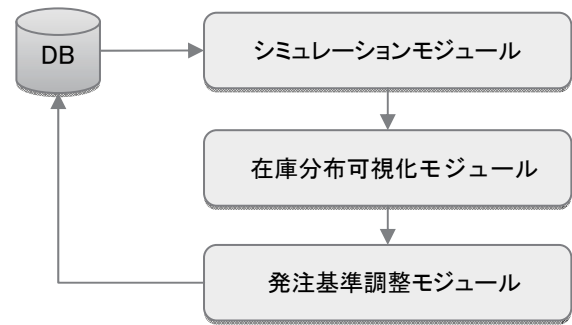 DB
シミュレーションモジュール
在庫分布可視化モジュール
発注基準調整モジュール